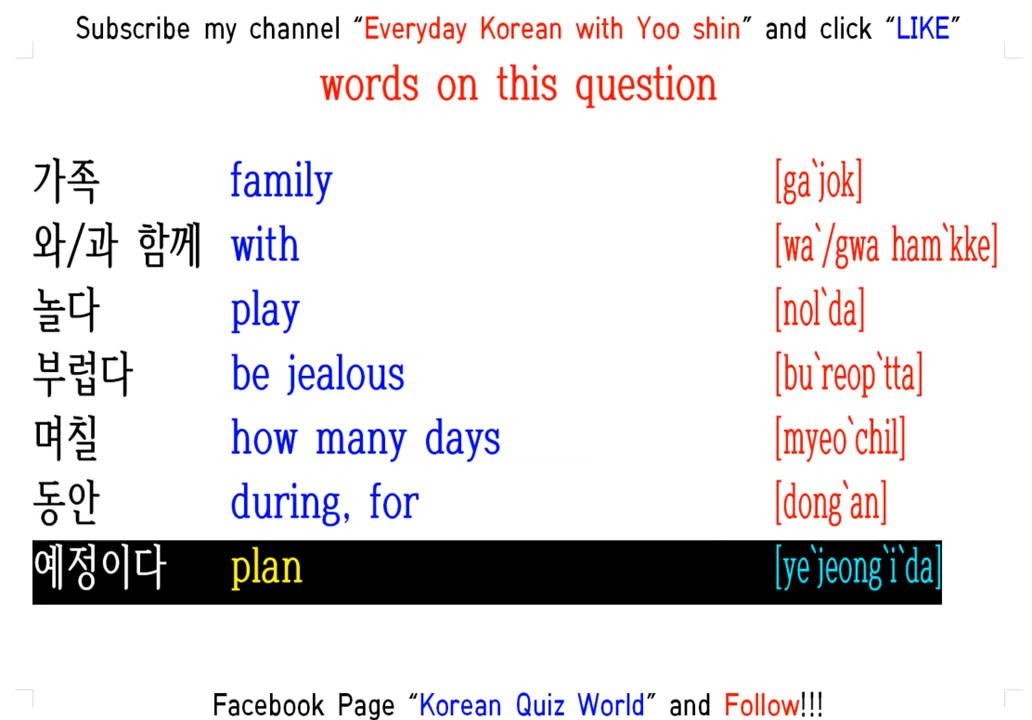 Subscribe my channel “Everyday Korean with Yoo shin” and click “LIKE”
words on this question
가족 family [ga`jok]
와/과 함께 with [wa`/gwa ham`kke]
놀다 play [nol`da]
부럽다 be jealous [bu`reop`tta]
며칠 how many days [myeo`chil]
동안 during, for [dong`an]
예정이다 plan [ye`jeong`i`da]
Facebook Page “Korean Quiz World” and Follow!!!